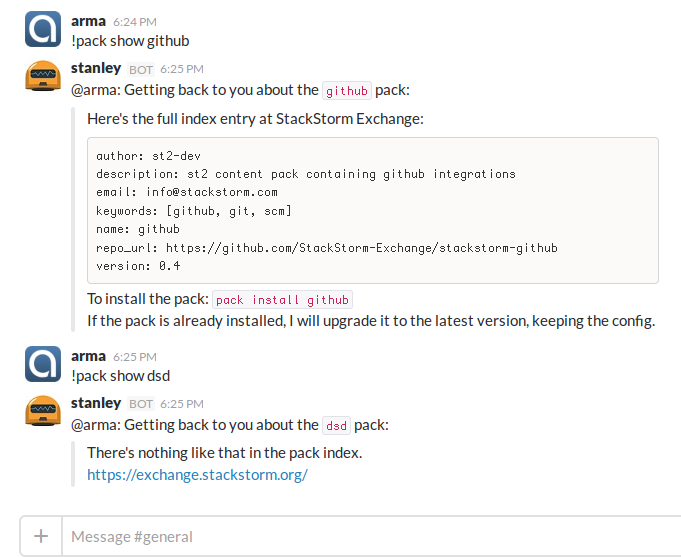 arma 6:24 PM
!pack show github
stanley BOT 6:25 PM
@arma: Getting back to you about the github pack:
Here's the full index entry at StackStorm Exchange:
author: st2-dev
description: st2 content pack containing github integrations
email: info@stackstorm.com
keywords: [github, git, scm]
name: github
repo_url: https://github.com/StackStorm-Exchange/stackstorm-github
version: 0.4
To install the pack: pack install github
If the pack is already installed, I will upgrade it to the latest version, keeping the config.
arma 6:25 PM
!pack show dsd
stanley BOT 6:25 PM
@arma: Getting back to you about the dsd pack:
There's nothing like that in the pack index.
https://exchange.stackstorm.org/
+ Message #general